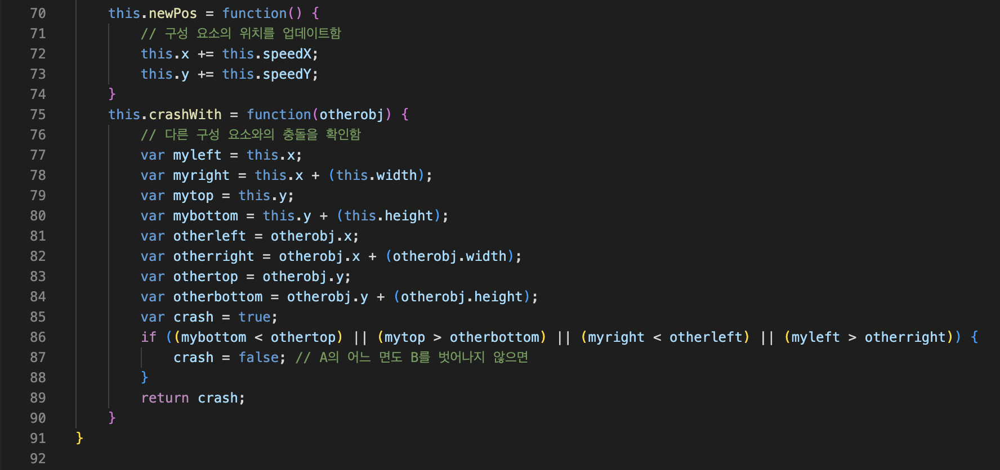 70 this.newPos = function() {
71 // 구성 요소의 위치를 업데이트함
72 this.x += this.speedX;
73 this.y += this.speedY;
74 }
75 this.crashWith = function(otherobj) {
76 // 다른 구성 요소와의 충돌을 확인함
77 var myleft = this.x;
78 var myright = this.x + (this.width);
79 var mytop = this.y;
80 var mybottom = this.y + (this.height);
81 var otherleft = otherobj.x;
82 var otherright = otherobj.x + (otherobj.width);
83 var othertop = otherobj.y;
84 var otherbottom = otherobj.y + (otherobj.height);
85 var crash = true;
86 if ((mybottom < othertop) || (mytop > otherbottom) || (myright < otherleft) || (myleft > otherright)) {
87 crash = false; // A의 어느 면도 B를 벗어나지 않으면
88 }
89 return crash;
90 }
91 }
92